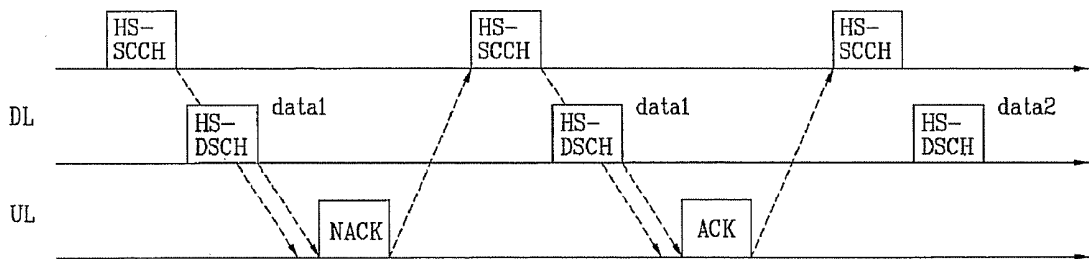 HS-
SCCH
HS-
SCCH
HS-
SCCH
DL
HS-
DSCH
data1
HS-
DSCH
data1
HS-
DSCH
data2
UL
NACK
ACK